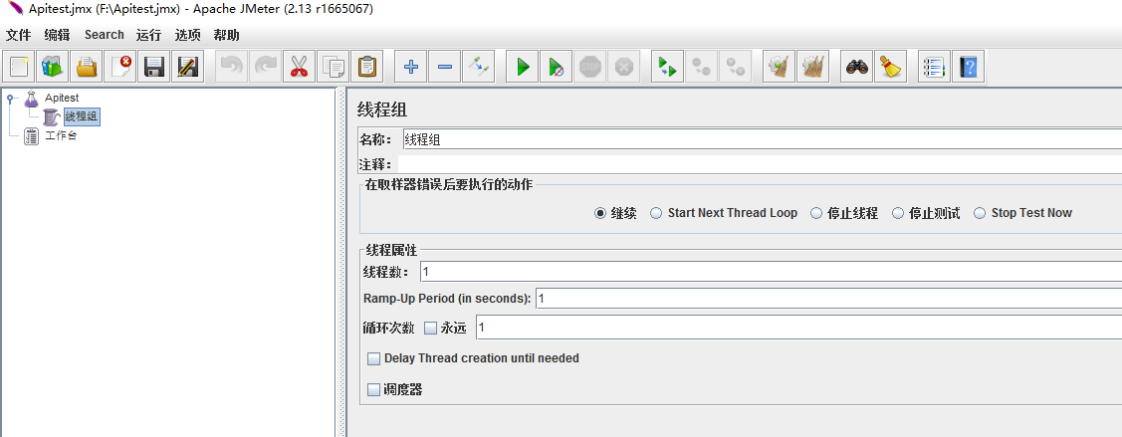 Apitest.jmx (F:\Apitest.jmx) - Apache JMeter (2.13 r1665067)
文件 编辑 Search 运行 选项 帮助
Apitest
线程组
工作台
线程组
名称： 线程组
注释：
在取样器错误后要执行的动作
继续 Start Next Thread Loop 停止线程 停止测试 Stop Test Now
线程属性
线程数： 1
Ramp-Up Period (in seconds): 1
循环次数 永远 1
Delay Thread creation until needed
调度器